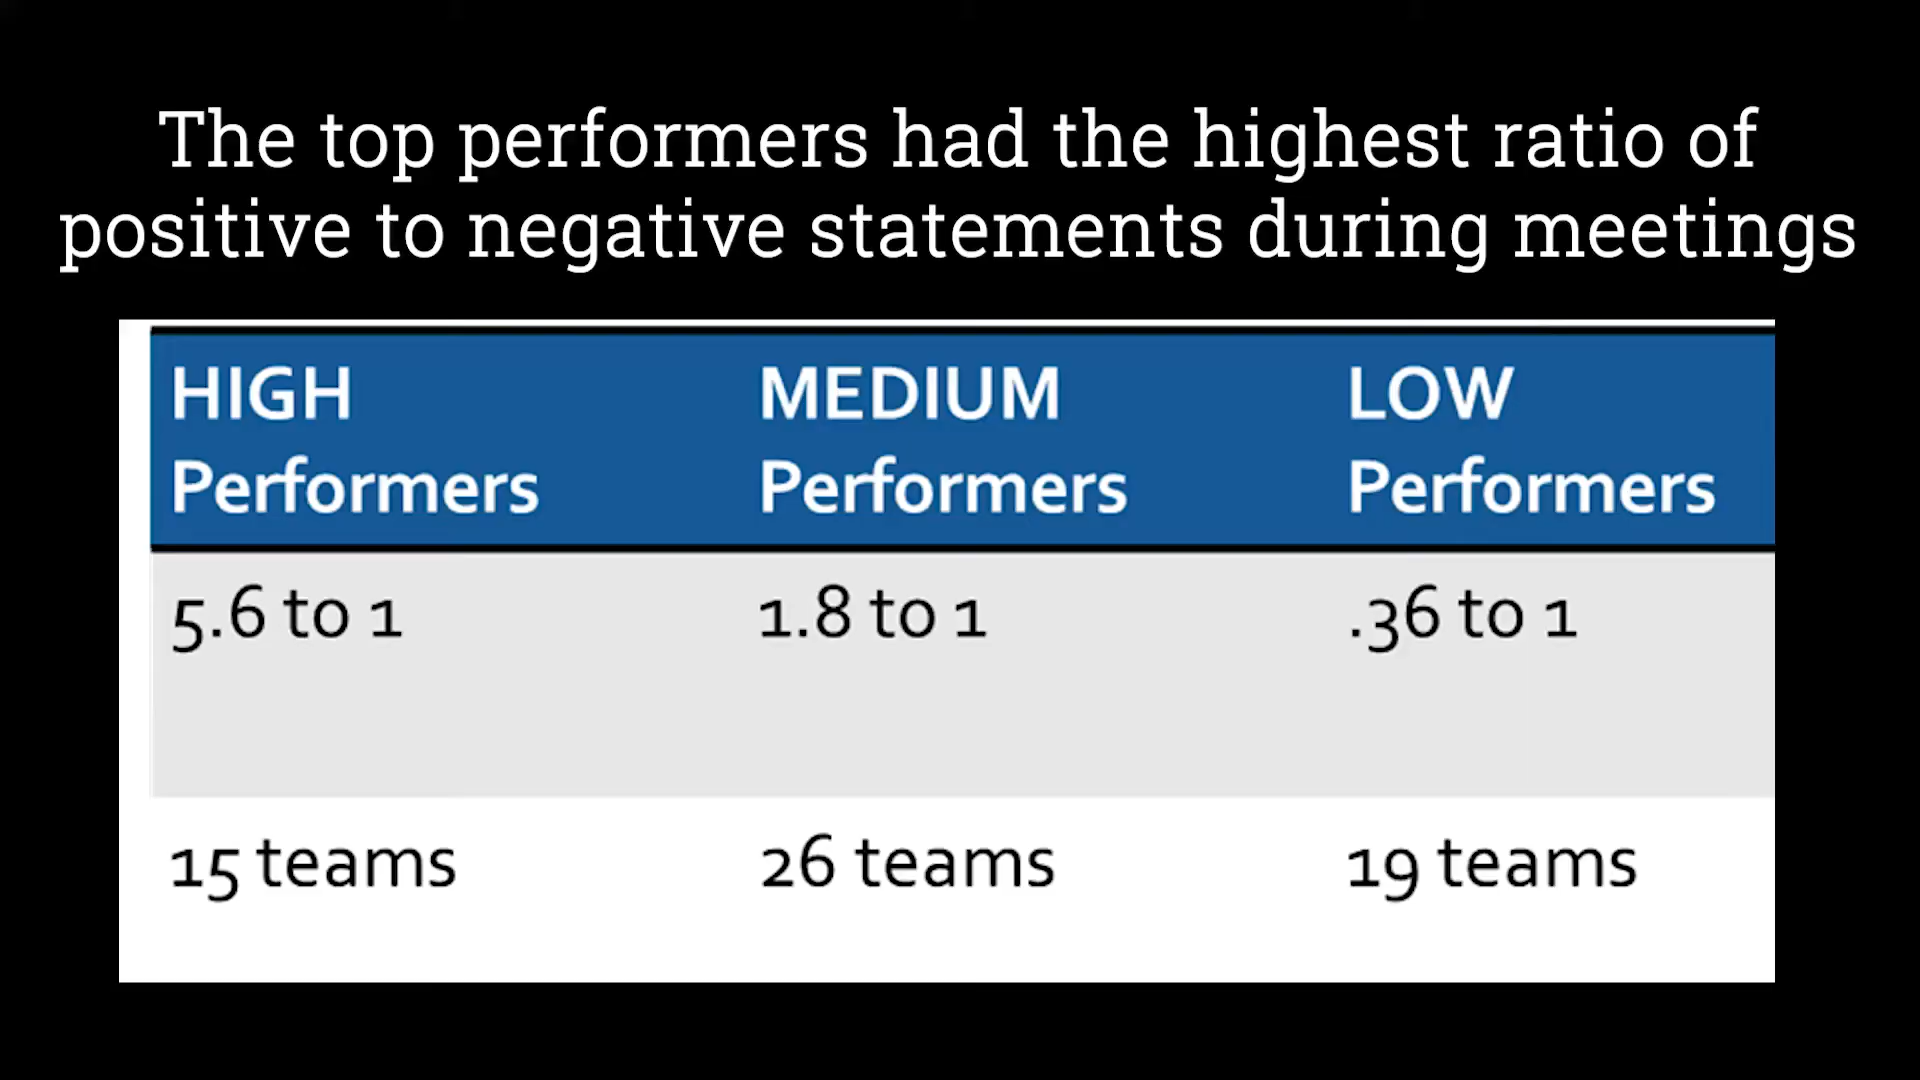 The top performers had the highest ratio of
positive to negative statements during meetings
HIGH Performers MEDIUM Performers LOW Performers
5.6 to 1 1.8 to 1 .36 to 1
15 teams 26 teams 19 teams